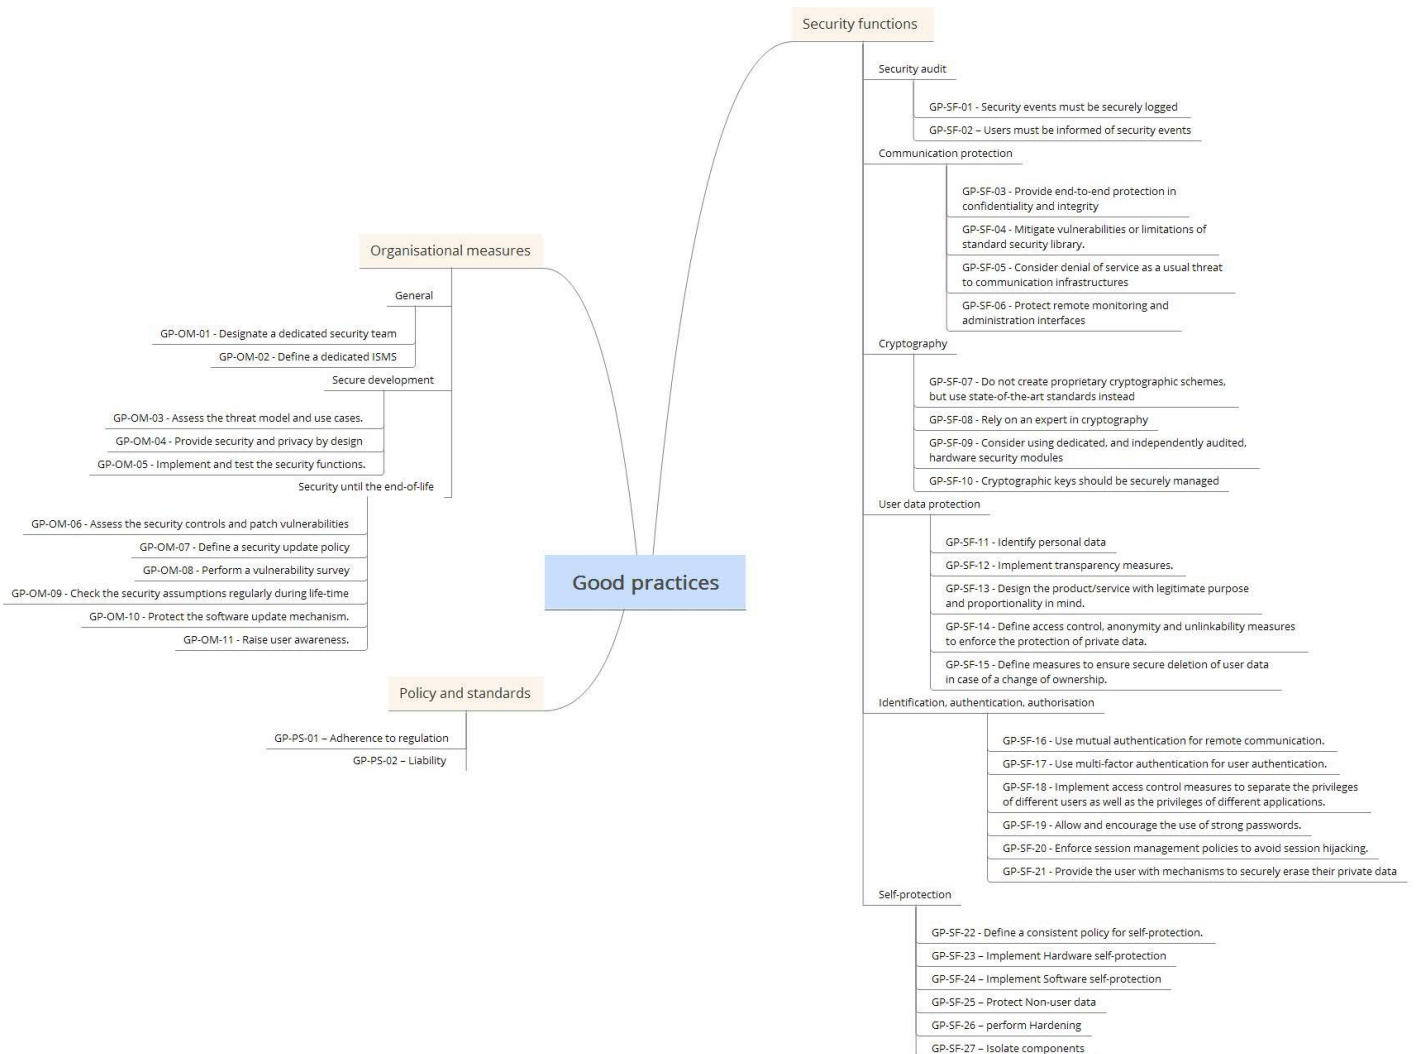 Good practices
Organisational measures
General
GP-OM-01 - Designate a dedicated security team
GP-OM-02 - Define a dedicated ISMS
Secure development
GP-OM-03 - Assess the threat model and use cases.
GP-OM-04 - Provide security and privacy by design
GP-OM-05 - Implement and test the security functions.
Security until the end-of-life
GP-OM-06 - Assess the security controls and patch vulnerabilities
GP-OM-07 - Define a security update policy
GP-OM-08 - Perform a vulnerability survey
GP-OM-09 - Check the security assumptions regularly during life-time
GP-OM-10 - Protect the software update mechanism.
GP-OM-11 - Raise user awareness.
Policy and standards
GP-PS-01 – Adherence to regulation
GP-PS-02 – Liability
Security functions
Security audit
GP-SF-01 - Security events must be securely logged
GP-SF-02 – Users must be informed of security events
Communication protection
GP-SF-03 - Provide end-to-end protection in
confidentiality and integrity
GP-SF-04 - Mitigate vulnerabilities or limitations of
standard security library.
GP-SF-05 - Consider denial of service as a usual threat
to communication infrastructures
GP-SF-06 - Protect remote monitoring and
administration interfaces
Cryptography
GP-SF-07 - Do not create proprietary cryptographic schemes,
but use state-of-the-art standards instead
GP-SF-08 - Rely on an expert in cryptography
GP-SF-09 - Consider using dedicated, and independently audited,
hardware security modules
GP-SF-10 - Cryptographic keys should be securely managed
User data protection
GP-SF-11 - Identify personal data
GP-SF-12 - Implement transparency measures.
GP-SF-13 - Design the product/service with legitimate purpose
and proportionality in mind.
GP-SF-14 - Define access control, anonymity and unlinkability measures
to enforce the protection of private data.
GP-SF-15 - Define measures to ensure secure deletion of user data
in case of a change of ownership.
Identification, authentication, authorisation
GP-SF-16 - Use mutual authentication for remote communication.
GP-SF-17 - Use multi-factor authentication for user authentication.
GP-SF-18 - Implement access control measures to separate the privileges
of different users as well as the privileges of different applications.
GP-SF-19 - Allow and encourage the use of strong passwords.
GP-SF-20 - Enforce session management policies to avoid session hijacking.
GP-SF-21 - Provide the user with mechanisms to securely erase their private data
Self-protection
GP-SF-22 - Define a consistent policy for self-protection.
GP-SF-23 – Implement Hardware self-protection
GP-SF-24 – Implement Software self-protection
GP-SF-25 – Protect Non-user data
GP-SF-26 – perform Hardening
GP-SF-27 – Isolate components